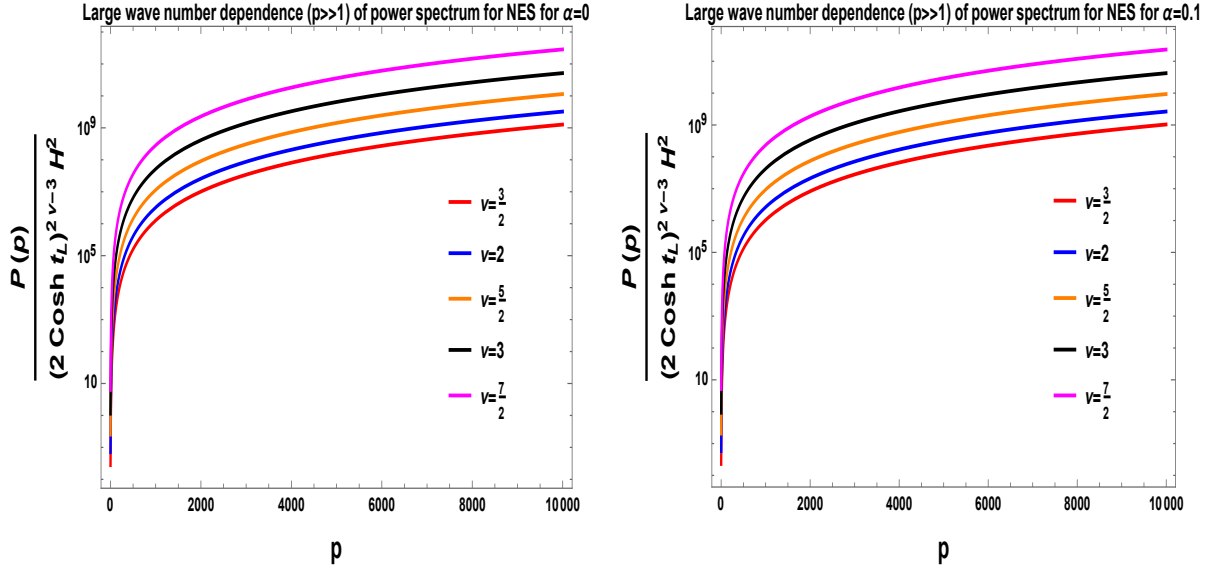 Large wave number dependence (p>>1) of power spectrum for NES for α=0
P (p)
(2 Cosh t_L)^{2 ν−3} H^2
10^9
10^5
10
ν=3/2
ν=2
ν=5/2
ν=3
ν=7/2
0 2000 4000 6000 8000 10000
p
Large wave number dependence (p>>1) of power spectrum for NES for α=0.1
P (p)
(2 Cosh t_L)^{2 ν−3} H^2
10^9
10^5
10
ν=3/2
ν=2
ν=5/2
ν=3
ν=7/2
0 2000 4000 6000 8000 10000
p